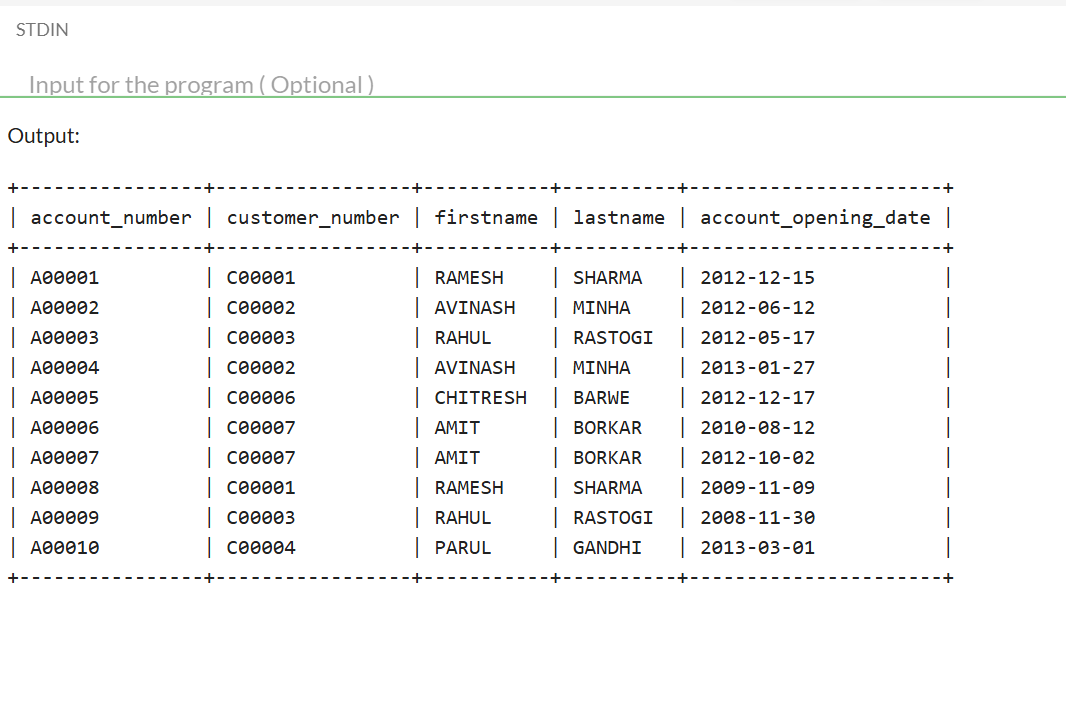 STDIN
Input for the program ( Optional )
Output:
+----------------+-----------------+-----------+----------+----------------------+
| account_number | customer_number | firstname | lastname | account_opening_date |
+----------------+-----------------+-----------+----------+----------------------+
| A00001         | C00001          | RAMESH    | SHARMA   | 2012-12-15           |
| A00002         | C00002          | AVINASH   | MINHA    | 2012-06-12           |
| A00003         | C00003          | RAHUL     | RASTOGI  | 2012-05-17           |
| A00004         | C00002          | AVINASH   | MINHA    | 2013-01-27           |
| A00005         | C00006          | CHITRESH  | BARWE    | 2012-12-17           |
| A00006         | C00007          | AMIT      | BORKAR   | 2010-08-12           |
| A00007         | C00007          | AMIT      | BORKAR   | 2012-10-02           |
| A00008         | C00001          | RAMESH    | SHARMA   | 2009-11-09           |
| A00009         | C00003          | RAHUL     | RASTOGI  | 2008-11-30           |
| A00010         | C00004          | PARUL     | GANDHI   | 2013-03-01           |
+----------------+-----------------+-----------+----------+----------------------+